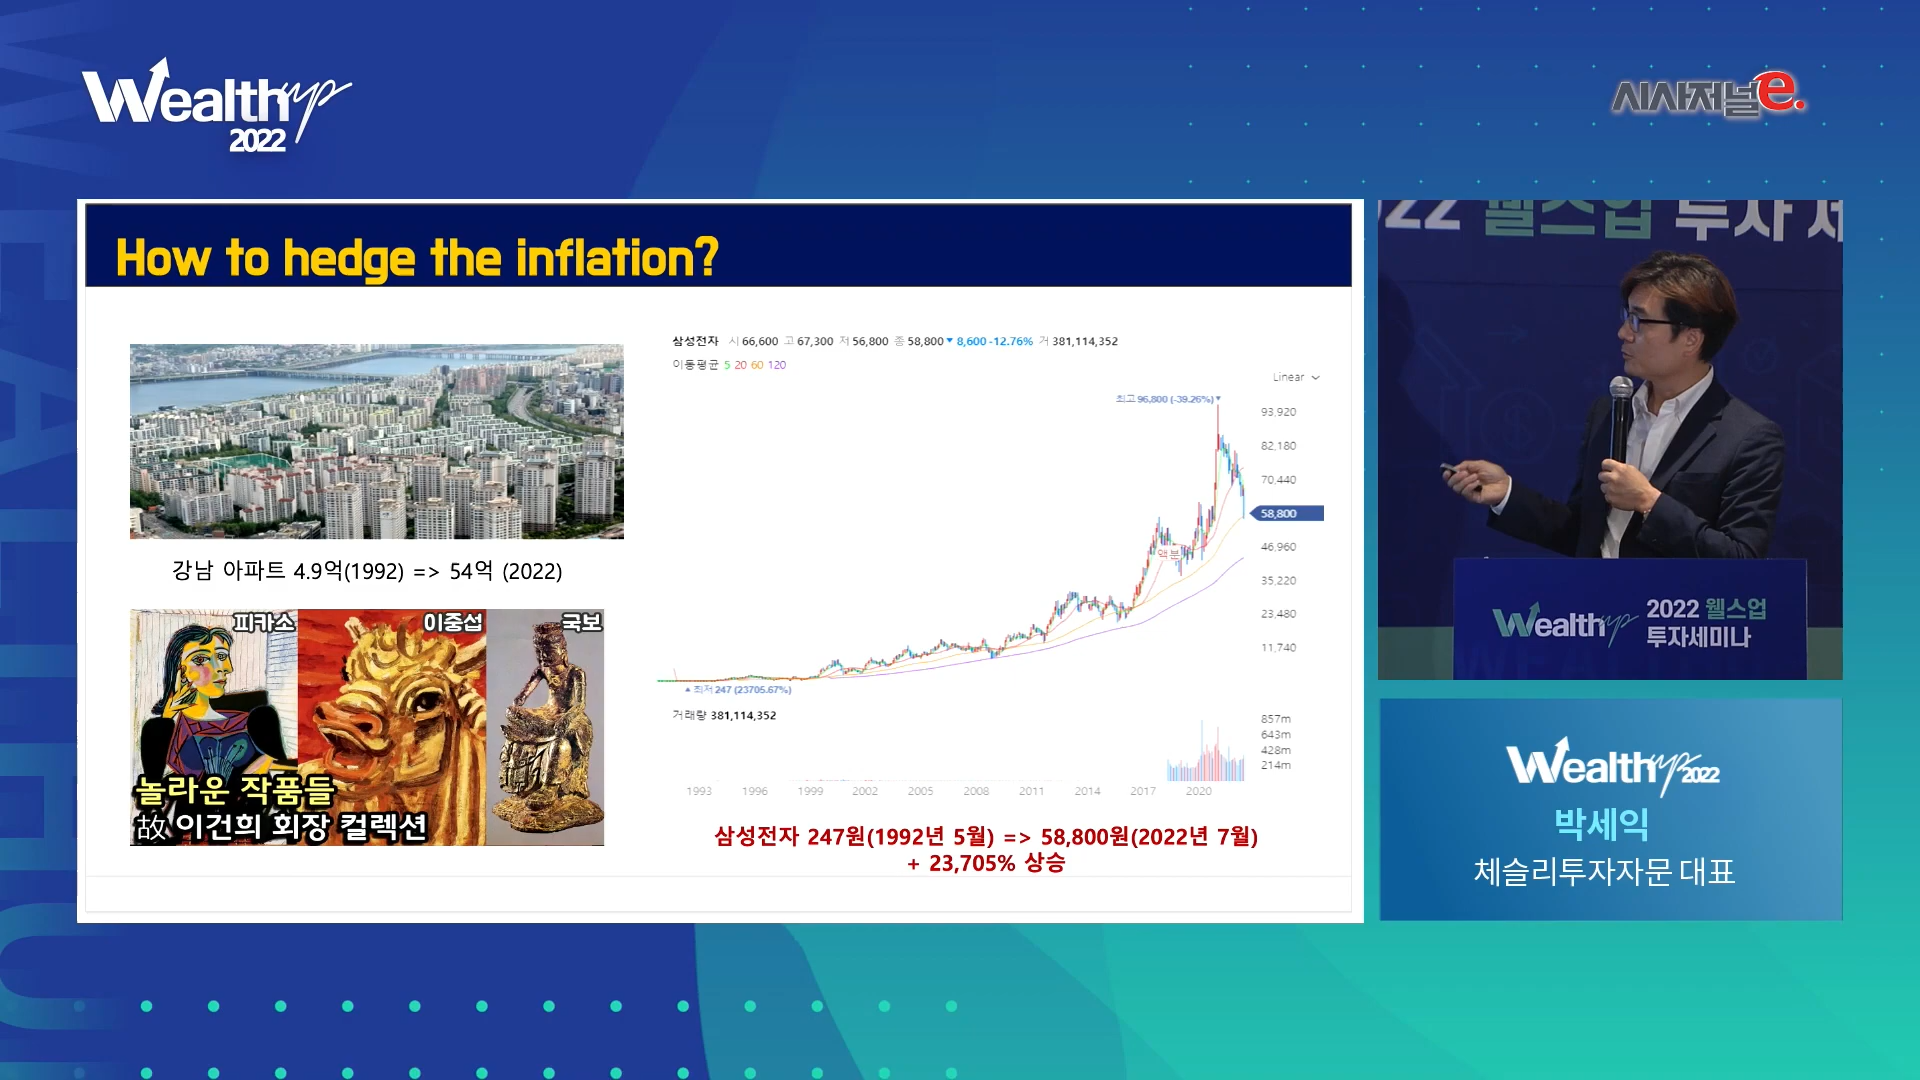 Wealthup
2022
시사저널e.
How to hedge the inflation?
강남 아파트 4.9억(1992) => 54억 (2022)
피카소
이중섭
국보
놀라운 작품들
故 이건희 회장 컬렉션
삼성전자 시 66,600 고 67,300 저 56,800 종 58,800 ▼ 8,600 -12.76% 거 381,114,352
이동평균 5 20 60 120
Linear
최고 96,800 (-39.26%) ▼
93,920
82,180
70,440
58,800
46,960
35,220
23,480
11,740
액분
▲ 최저 247 (23705.67%)
거래량 381,114,352
857m
643m
428m
214m
1993 1996 1999 2002 2005 2008 2011 2014 2017 2020
삼성전자 247원(1992년 5월) => 58,800원(2022년 7월)
+ 23,705% 상승
022 웰스업 투자 세
Wealthup 2022 웰스업
투자세미나
Wealthup 2022
박세익
체슬리투자자문 대표